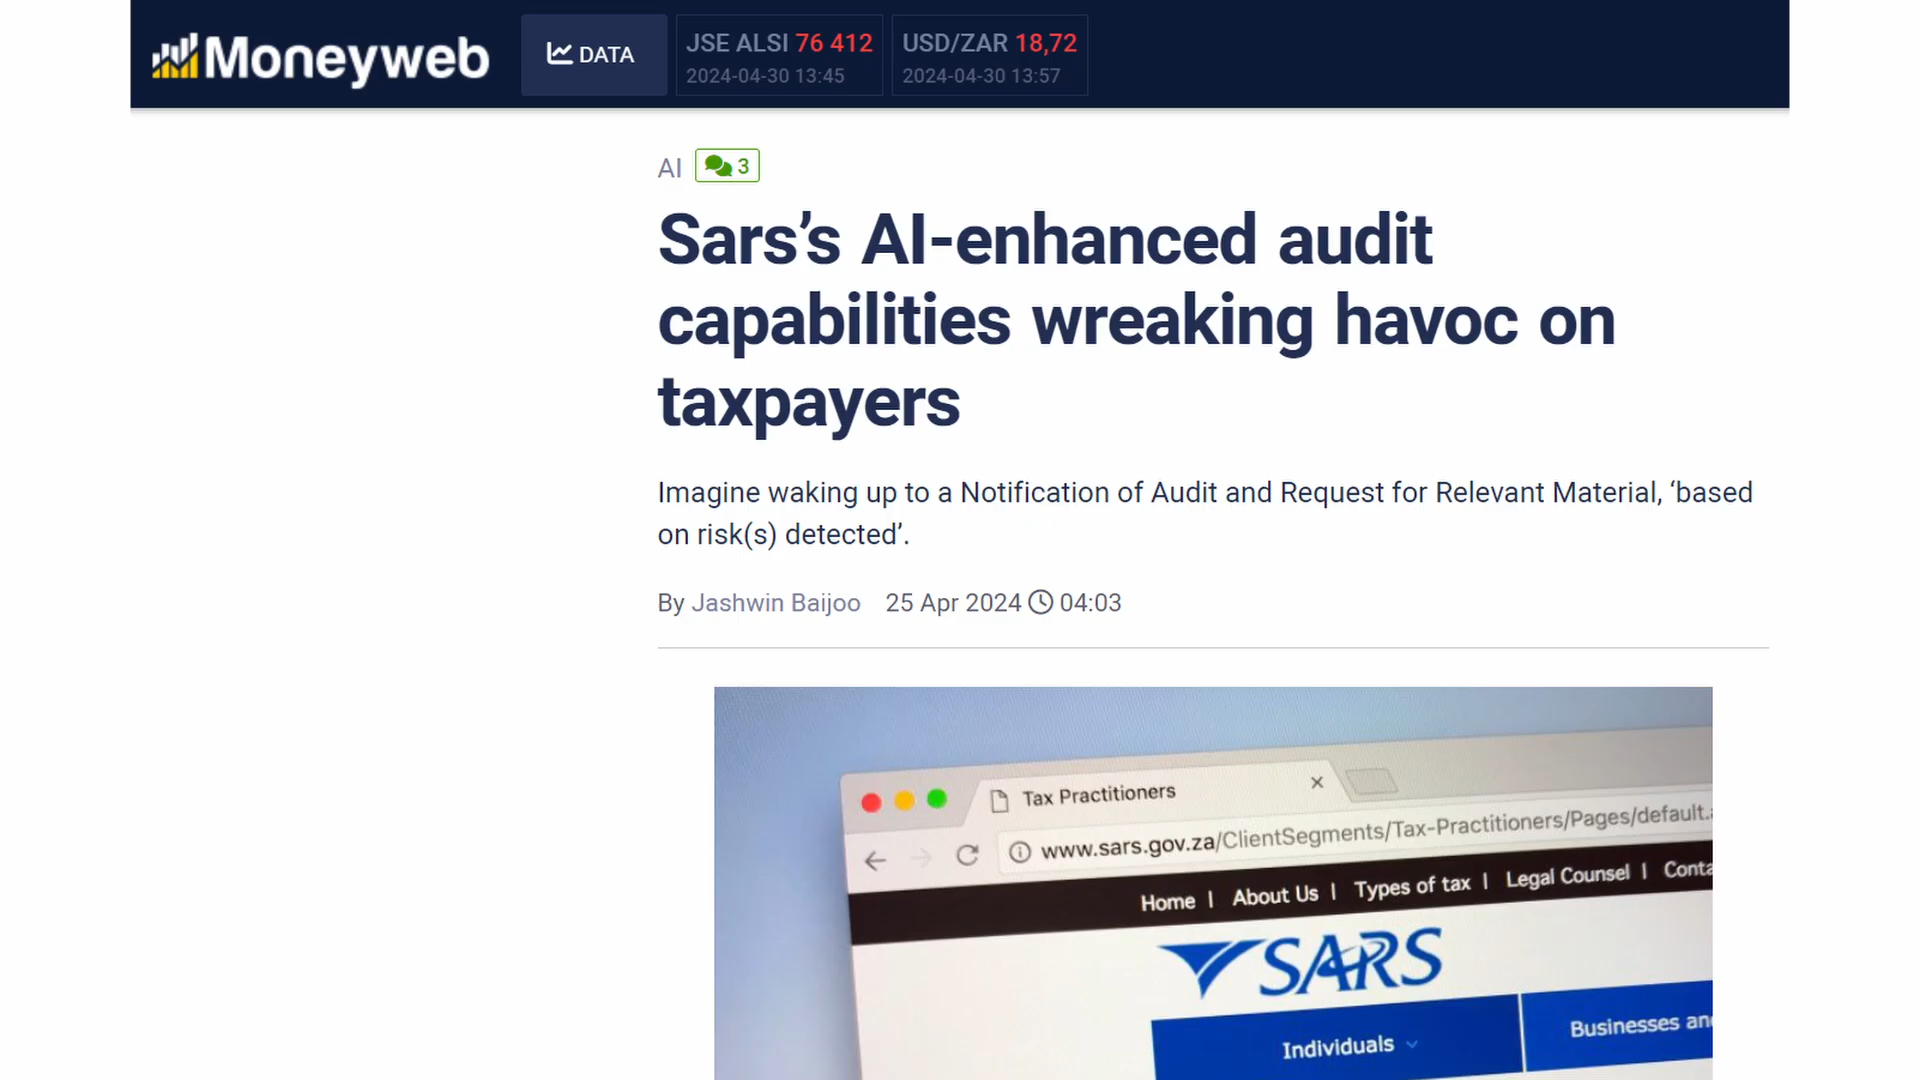 Moneyweb
DATA
JSE ALSI 76 412
2024-04-30 13:45
USD/ZAR 18,72
2024-04-30 13:57
AI 3
Sars’s AI-enhanced audit
capabilities wreaking havoc on
taxpayers
Imagine waking up to a Notification of Audit and Request for Relevant Material, ‘based
on risk(s) detected’.
By Jashwin Baijoo 25 Apr 2024 04:03
Tax Practitioners
www.sars.gov.za/ClientSegments/Tax-Practitioners/Pages/default.
Home | About Us | Types of tax | Legal Counsel | Conta
SARS
Individuals
Businesses an